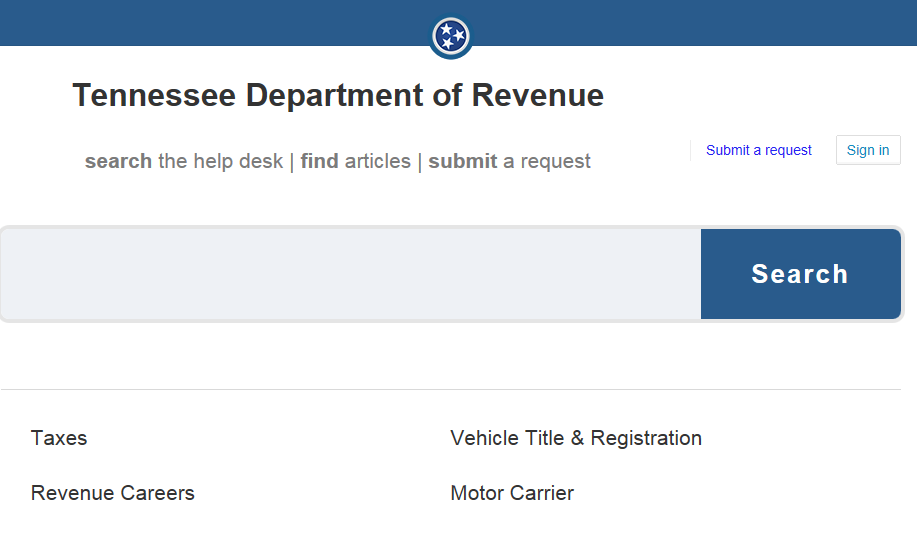 Tennessee Department of Revenue
search the help desk | find articles | submit a request
Submit a request
Sign in
Search
Taxes
Vehicle Title & Registration
Revenue Careers
Motor Carrier